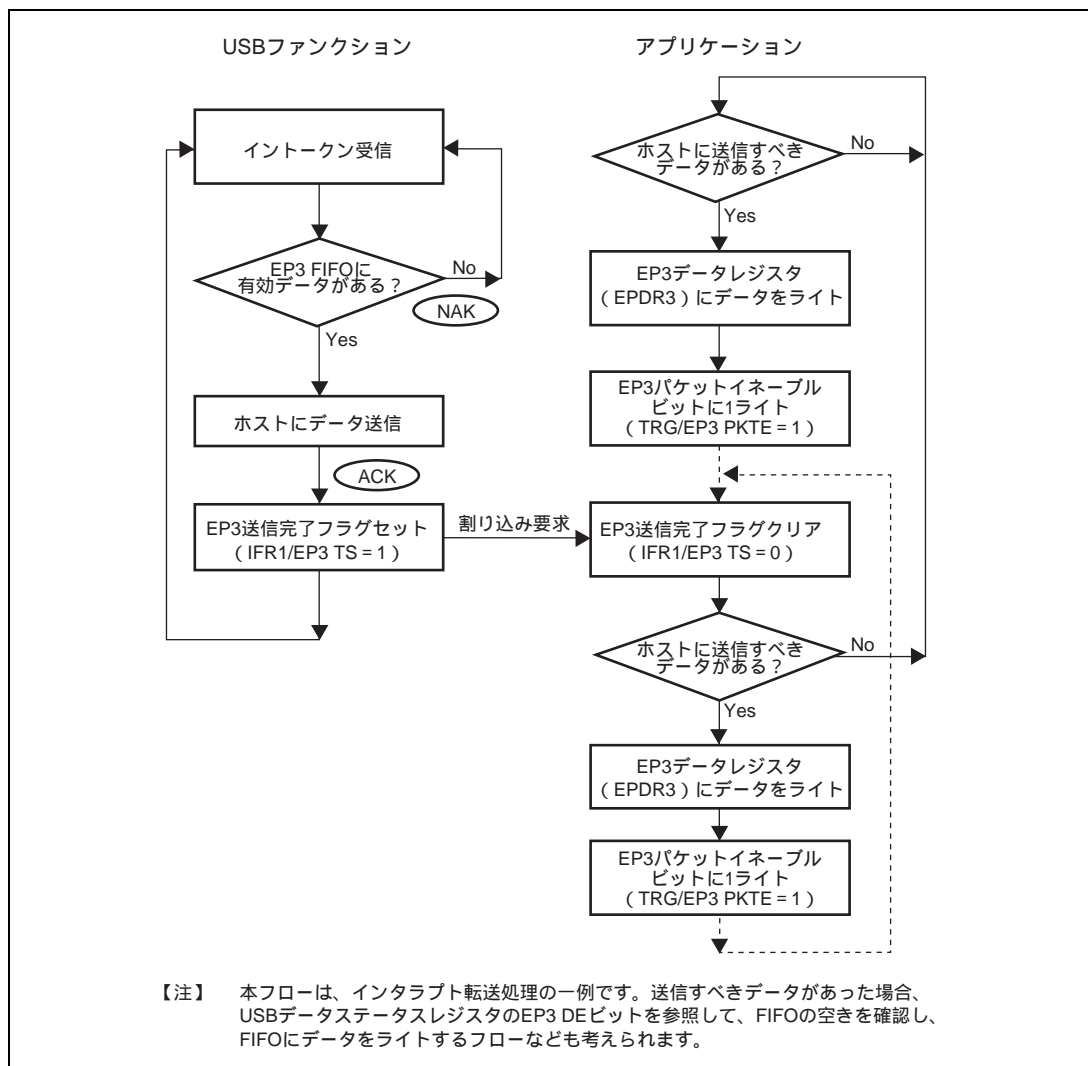 USBファンクション
アプリケーション
イントークン受信
EP3 FIFOに
有効データがある?
No
NAK
Yes
ホストにデータ送信
ACK
EP3送信完了フラグセット
(IFR1/EP3 TS = 1)
割り込み要求
ホストに送信すべき
データがある?
No
Yes
EP3データレジスタ
(EPDR3)にデータをライト
EP3パケットイネーブル
ビットに1ライト
(TRG/EP3 PKTE = 1)
EP3送信完了フラグクリア
(IFR1/EP3 TS = 0)
ホストに送信すべき
データがある?
No
Yes
EP3データレジスタ
(EPDR3)にデータをライト
EP3パケットイネーブル
ビットに1ライト
(TRG/EP3 PKTE = 1)
【注】 本フローは、インタラプト転送処理の一例です。送信すべきデータがあった場合、
USBデータステータスレジスタのEP3 DEビットを参照して、FIFOの空きを確認し、
FIFOにデータをライトするフローなども考えられます。